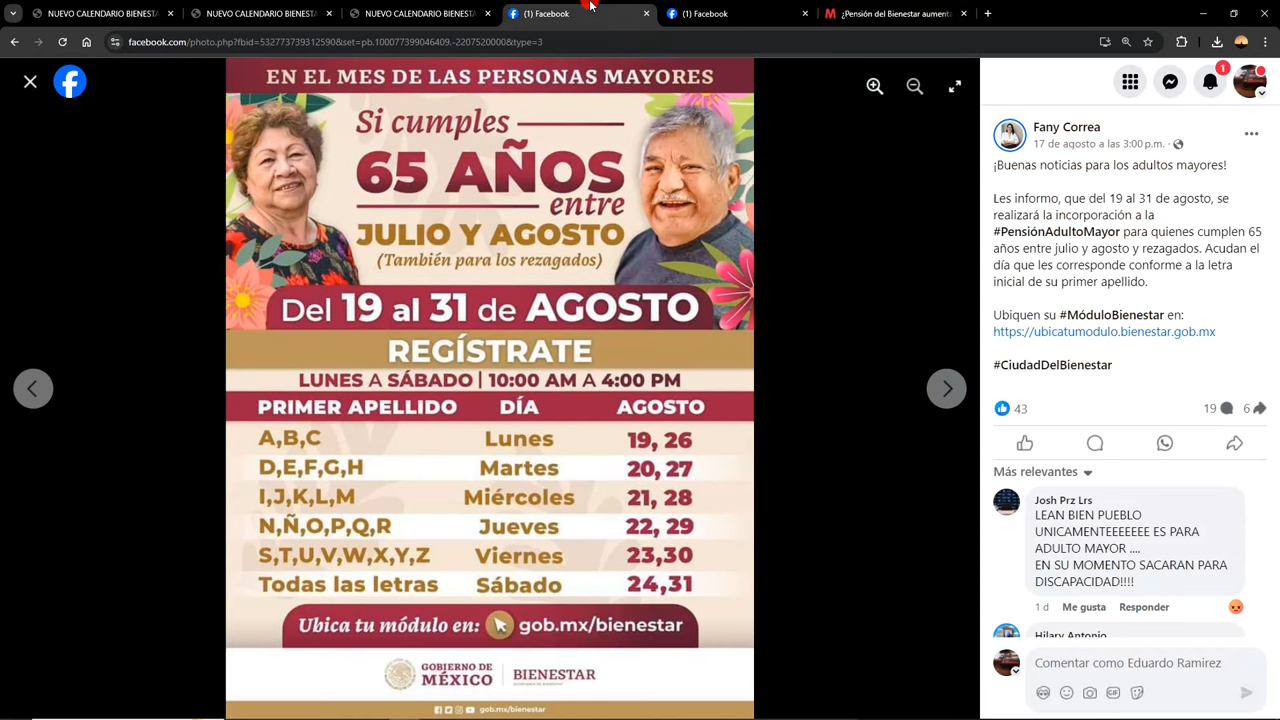 NUEVO CALENDARIO BIENESTA
NUEVO CALENDARIO BIENESTA
NUEVO CALENDARIO BIENESTA
(1) Facebook
(1) Facebook
¿Pensión del Bienestar aument
facebook.com/photo.php?fbid=532773739312590&set=pb.100077399046409.-2207520000&type=3
EN EL MES DE LAS PERSONAS MAYORES
Si cumples
65 AÑOS
entre
JULIO Y AGOSTO
(También para los rezagados)
Del 19 al 31 de AGOSTO
REGÍSTRATE
LUNES A SÁBADO | 10:00 AM A 4:00 PM
PRIMER APELLIDO DÍA AGOSTO
A,B,C Lunes 19, 26
D,E,F,G,H Martes 20, 27
I,J,K,L,M Miércoles 21, 28
N,Ñ,O,P,Q,R Jueves 22, 29
S,T,U,V,W,X,Y,Z Viernes 23,30
Todas las letras Sábado 24,31
Ubica tu módulo en: gob.mx/bienestar
GOBIERNO DE
MÉXICO
BIENESTAR
gob.mx/bienestar
1
Fany Correa
17 de agosto a las 3:00 p.m. ·
¡Buenas noticias para los adultos mayores!
Les informo, que del 19 al 31 de agosto, se
realizará la incorporación a la
#PensiónAdultoMayor para quienes cumplen 65
años entre julio y agosto y rezagados. Acudan el
día que les corresponde conforme a la letra
inicial de su primer apellido.
Ubiquen su #MóduloBienestar en:
https://ubicatumodulo.bienestar.gob.mx
#CiudadDelBienestar
43 19 6
Más relevantes
Josh Prz Lrs
LEAN BIEN PUEBLO
UNICAMENTEEEEEE ES PARA
ADULTO MAYOR ....
EN SU MOMENTO SACARAN PARA
DISCAPACIDAD!!!!
1 d Me gusta Responder
Hilary Antonio
Comentar como Eduardo Ramirez
GIF